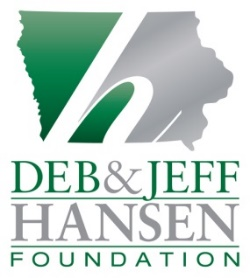 h
DEB & JEFF
HANSEN
FOUNDATION